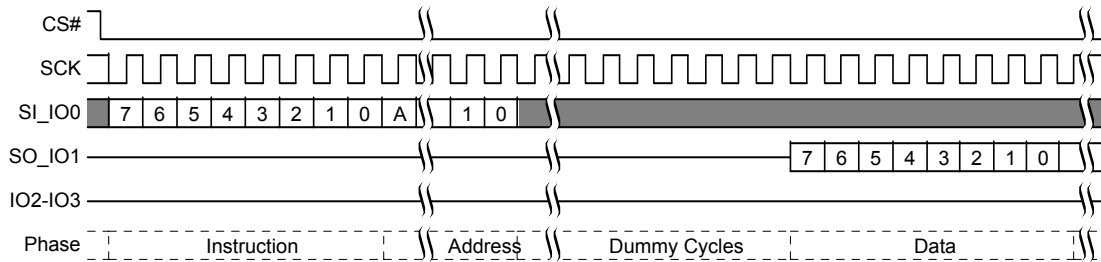 CS#
SCK
SI_IO0 7 6 5 4 3 2 1 0 A 1 0
SO_IO1 7 6 5 4 3 2 1 0
IO2-IO3
Phase Instruction Address Dummy Cycles Data